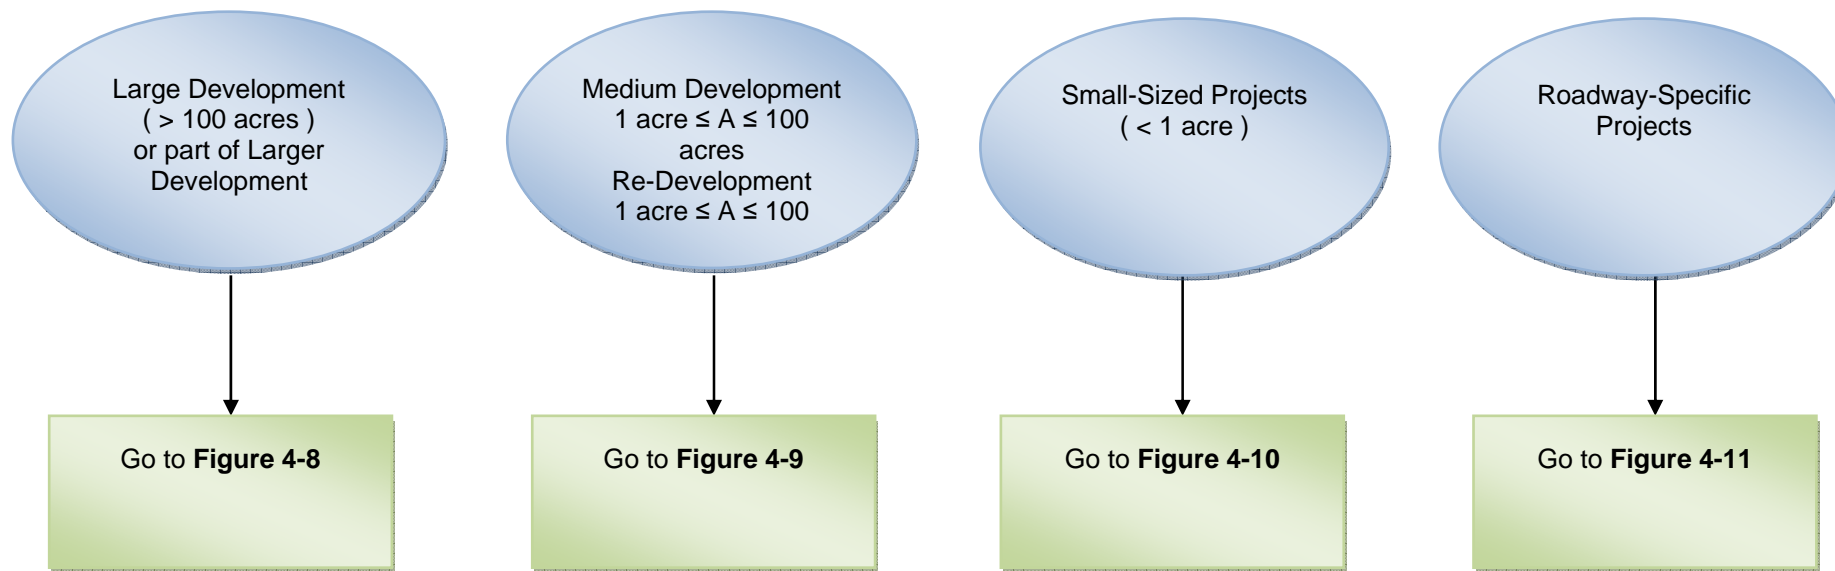 Large Development
( > 100 acres )
or part of Larger
Development
Medium Development
1 acre ≤ A ≤ 100
acres
Re-Development
1 acre ≤ A ≤ 100
Small-Sized Projects
( < 1 acre )
Roadway-Specific
Projects
Go to Figure 4-8
Go to Figure 4-9
Go to Figure 4-10
Go to Figure 4-11